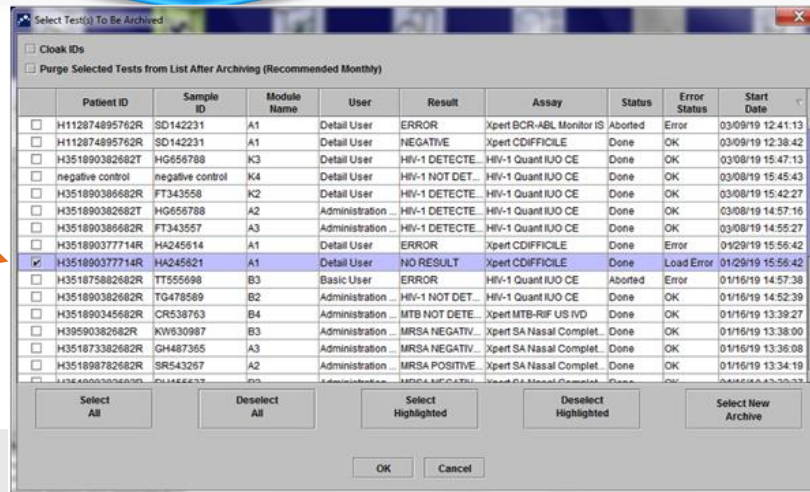 Select Test(s) To Be Archived
Cloak IDs
Purge Selected Tests from List After Archiving (Recommended Monthly)
Patient ID Sample ID Module Name User Result Assay Status Error Status Start Date
H112874895762R SD142231 A1 Detail User ERROR Xpert BCR-ABL Monitor IS Aborted Error 03/09/19 12:41:13
H112874895762R SD142231 A1 Detail User NEGATIVE Xpert CDIFFICILE Done OK 03/09/19 12:38:42
H351890382682T HG656788 K3 Detail User HIV-1 DETECTE... HIV-1 Quant IUO CE Done OK 03/08/19 15:47:13
negative control negative control K4 Detail User HIV-1 NOT DET... HIV-1 Quant IUO CE Done OK 03/08/19 15:45:43
H351890386682R FT343558 K2 Detail User HIV-1 DETECTE... HIV-1 Quant IUO CE Done OK 03/08/19 15:42:27
H351890382682T HG656788 A2 Administration ... HIV-1 DETECTE... HIV-1 Quant IUO CE Done OK 03/08/19 14:57:16
H351890386682R FT343557 A3 Administration ... HIV-1 DETECTE... HIV-1 Quant IUO CE Done OK 03/08/19 14:55:27
H351890377714R HA245614 A1 Detail User ERROR Xpert CDIFFICILE Done Error 01/29/19 15:56:42
H351890377714R HA245621 A1 Detail User NO RESULT Xpert CDIFFICILE Done Load Error 01/29/19 15:56:42
H351875882682R TT555698 B3 Basic User ERROR HIV-1 Quant IUO CE Aborted Error 01/16/19 14:57:38
H351890382682R TG478589 B2 Administration ... HIV-1 NOT DET... HIV-1 Quant IUO CE Done OK 01/16/19 14:52:39
H351890345682R CR538763 B4 Administration ... MTB NOT DETE... Xpert MTB-RIF US IVD Done OK 01/16/19 13:39:27
H39590382682R KW630987 B3 Administration ... MRSA NEGATIV... Xpert SA Nasal Complet... Done OK 01/16/19 13:38:00
H351873382682R GH487365 A3 Administration ... MRSA NEGATIV... Xpert SA Nasal Complet... Done OK 01/16/19 13:36:08
H351898782682R SR543267 A2 Administration ... MRSA POSITIVE... Xpert SA Nasal Complet... Done OK 01/16/19 13:34:19
Select All Deselect All Select Highlighted Deselect Highlighted Select New Archive
OK Cancel